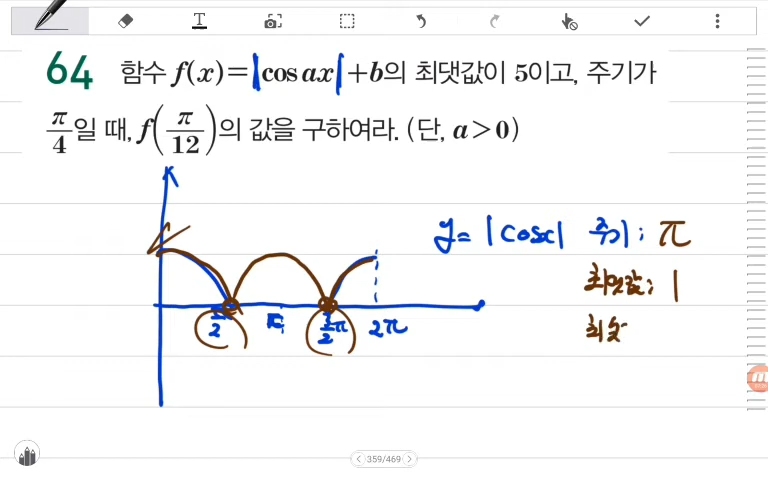 64 함수 f(x)=|cos ax|+b의 최댓값이 5이고, 주기가
π/4일 때, f(π/12)의 값을 구하여라. (단, a>0)
y= |cosx| 주기; π
최댓값; 1
최솟
π 3/2π 2π
359/469